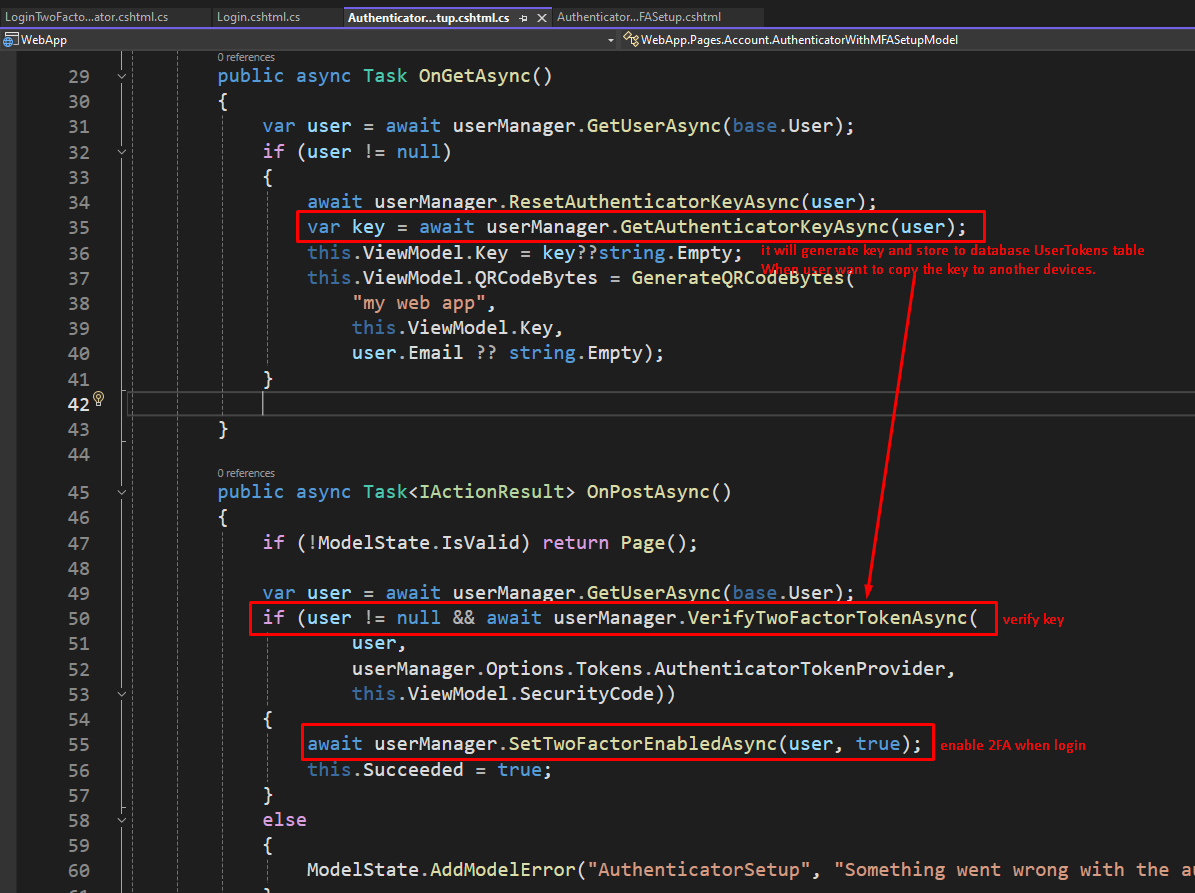 LoginTwoFacto...ator.cshtml.cs Login.cshtml.cs Authenticator...tup.cshtml.cs Authenticator...FASetup.cshtml
WebApp WebApp.Pages.Account.AuthenticatorWithMFASetupModel
0 references
29 public async Task OnGetAsync()
30 {
31 var user = await userManager.GetUserAsync(base.User);
32 if (user != null)
33 {
34 await userManager.ResetAuthenticatorKeyAsync(user);
35 var key = await userManager.GetAuthenticatorKeyAsync(user);
36 this.ViewModel.Key = key??string.Empty; it will generate key and store to database UserTokens table
When user want to copy the key to another devices.
37 this.ViewModel.QRCodeBytes = GenerateQRCodeBytes(
38 "my web app",
39 this.ViewModel.Key,
40 user.Email ?? string.Empty);
41 }
42
43 }
44
0 references
45 public async Task<IActionResult> OnPostAsync()
46 {
47 if (!ModelState.IsValid) return Page();
48
49 var user = await userManager.GetUserAsync(base.User);
50 if (user != null && await userManager.VerifyTwoFactorTokenAsync( verify key
51 user,
52 userManager.Options.Tokens.AuthenticatorTokenProvider,
53 this.ViewModel.SecurityCode))
54 {
55 await userManager.SetTwoFactorEnabledAsync(user, true); enable 2FA when login
56 this.Succeeded = true;
57 }
58 else
59 {
60 ModelState.AddModelError("AuthenticatorSetup", "Something went wrong with the